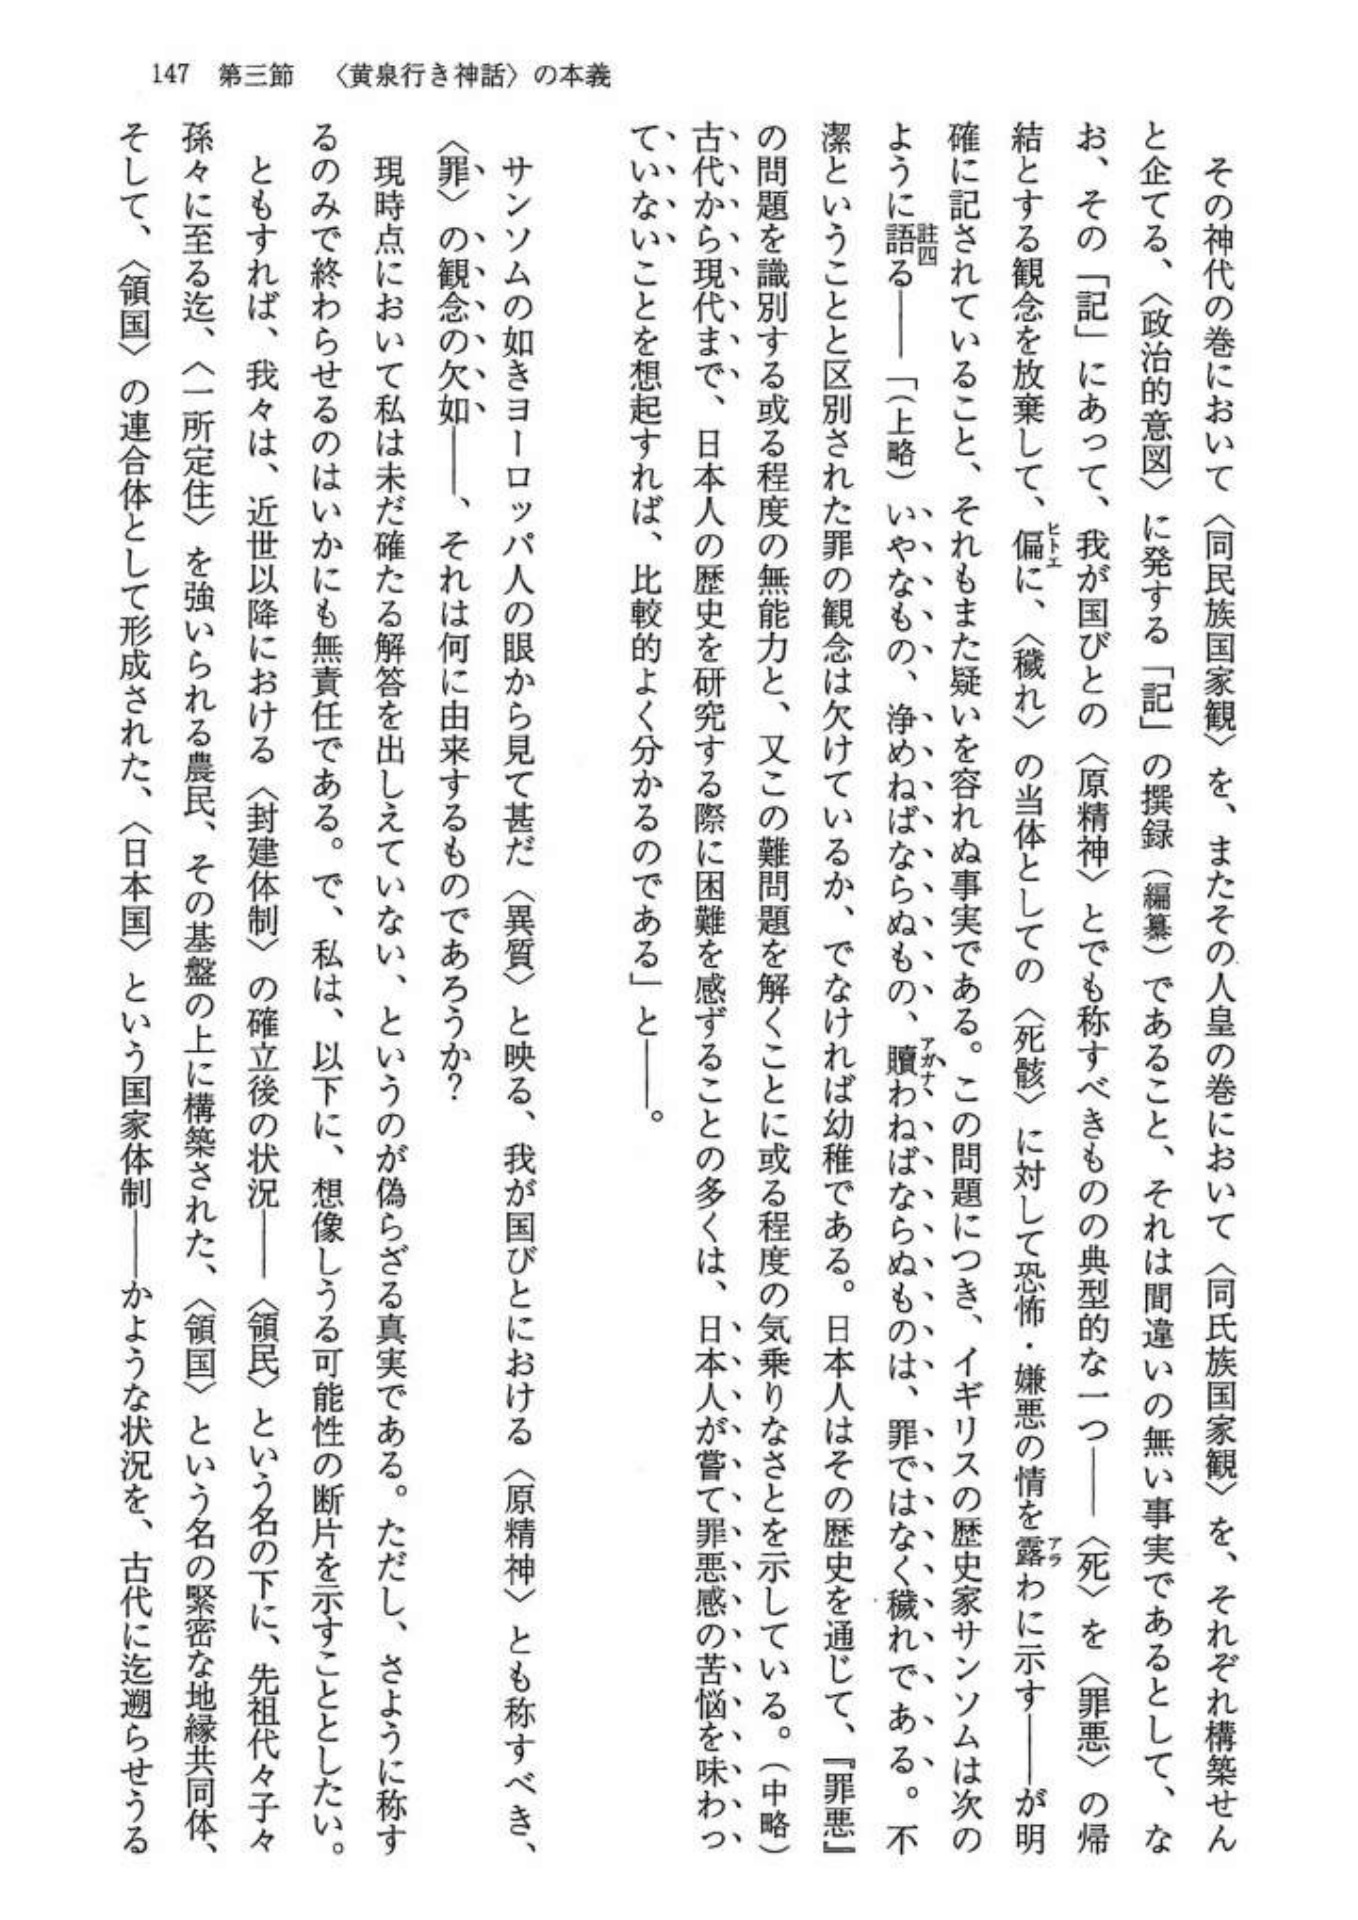 147　第三節　〈黄泉行き神話〉の本義
その神代の巻において〈同民族国家観〉を、またその人皇の巻において〈同氏族国家観〉を、それぞれ構築せん
と企てる、〈政治的意図〉に発する「記」の撰録（編纂）であること、それは間違いの無い事実であるとして、な
お、その「記」にあって、我が国びとの〈原精神〉とでも称すべきものの典型的な一つ――〈死〉を〈罪悪〉の帰
結とする観念を放棄して、偏ヒトエに、〈穢れ〉の当体としての〈死骸〉に対して恐怖・嫌悪の情を露アラわに示す――が明
確に記されていること、それもまた疑いを容れぬ事実である。この問題につき、イギリスの歴史家サンソムは次の
ように語る註四――「（上略）いやなもの、浄めねばならぬもの、贖アガナわねばならぬものは、罪ではなく穢れである。不
潔ということと区別された罪の観念は欠けているか、でなければ幼稚である。日本人はその歴史を通じて、『罪悪』
の問題を識別する或る程度の無能力と、又この難問題を解くことに或る程度の気乗りなさとを示している。（中略）
古代から現代まで、日本人の歴史を研究する際に困難を感ずることの多くは、日本人が嘗て罪悪感の苦悩を味わっ
ていないことを想起すれば、比較的よく分かるのである」と――。
サンソムの如きヨーロッパ人の眼から見て甚だ〈異質〉と映る、我が国びとにおける〈原精神〉とも称すべき、
〈罪〉の観念の欠如――、それは何に由来するものであろうか？
現時点において私は未だ確たる解答を出しえていない、というのが偽らざる真実である。ただし、さように称す
るのみで終わらせるのはいかにも無責任である。で、私は、以下に、想像しうる可能性の断片を示すこととしたい。
ともすれば、我々は、近世以降における〈封建体制〉の確立後の状況――〈領民〉という名の下に、先祖代々子々
孫々に至る迄、〈一所定住〉を強いられる農民、その基盤の上に構築された、〈領国〉という名の緊密な地縁共同体、
そして、〈領国〉の連合体として形成された、〈日本国〉という国家体制――かような状況を、古代に迄遡らせうる